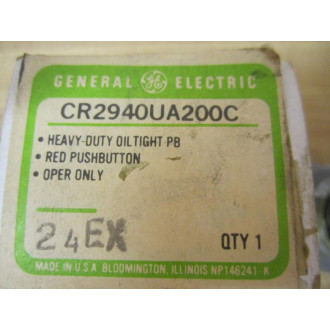 GENERAL GE ELECTRIC
CR2940UA200C
• HEAVY-DUTY OILTIGHT PB
• RED PUSHBUTTON
• OPER ONLY
24EX QTY 1
MADE IN U.S.A. BLOOMINGTON, ILLINOIS NP146241-K